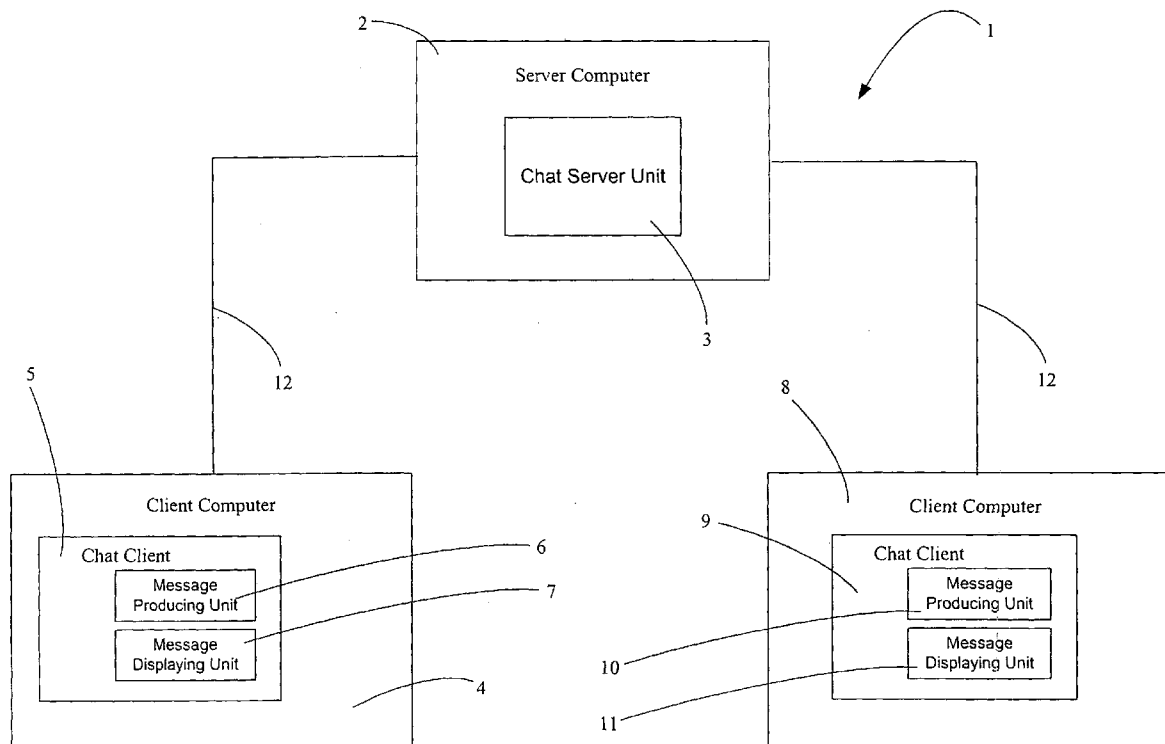 2
1
Server Computer
Chat Server Unit
3
12
12
5
8
Client Computer
Chat Client
6
Message
Producing Unit
7
Message
Displaying Unit
4
Client Computer
9
Chat Client
Message
Producing Unit
10
Message
Displaying Unit
11